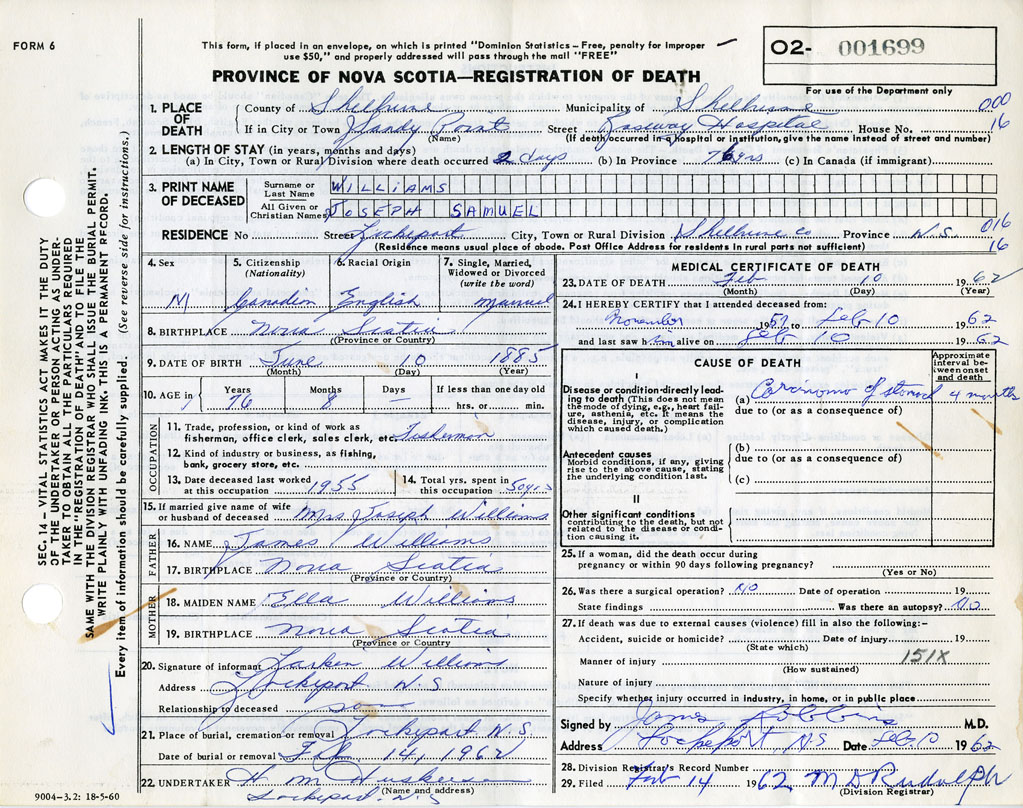 FORM 6
This form, if placed in an envelope, on which is printed "Dominion Statistics – Free, penalty for improper
use $50," and properly addressed will pass through the mail "FREE"
O2- 001699
For use of the Department only
PROVINCE OF NOVA SCOTIA—REGISTRATION OF DEATH
1. PLACE OF DEATH
County of Shelburne Municipality of Shelburne 000
If in City or Town Sandy Point Street Roseway Hospital House No. 16
(Name) (If death occurred in a hospital or institution, give the name instead of street and number)
2. LENGTH OF STAY (in years, months and days)
(a) In City, Town or Rural Division where death occurred 2 days (b) In Province 76 yrs (c) In Canada (if immigrant)
3. PRINT NAME OF DECEASED
Surname or Last Name WILLIAMS
All Given or Christian Names JOSEPH SAMUEL
RESIDENCE No Street Lockeport City, Town or Rural Division Shelburne Co Province N.S. 016
(Residence means usual place of abode. Post Office Address for residents in rural parts not sufficient) 16
4. Sex M
5. Citizenship (Nationality) Canadian
6. Racial Origin English
7. Single, Married, Widowed or Divorced (write the word) Married
8. BIRTHPLACE Nova Scotia
(Province or Country)
9. DATE OF BIRTH June 10 1885
(Month) (Day) (Year)
10. AGE in Years 76 Months 8 Days — If less than one day old
hrs. or min.
OCCUPATION
11. Trade, profession, or kind of work as
fisherman, office clerk, sales clerk, etc. Fisherman
12. Kind of industry or business, as fishing,
bank, grocery store, etc.
13. Date deceased last worked at this occupation 1955
14. Total yrs. spent in this occupation 50 yrs
15. If married give name of wife
or husband of deceased Mrs Joseph Williams
FATHER
16. NAME James Williams
17. BIRTHPLACE Nova Scotia
(Province or Country)
MOTHER
18. MAIDEN NAME Ella Williams
19. BIRTHPLACE Nova Scotia
(Province or Country)
20. Signature of informant Williams
Address Lockeport N.S
Relationship to deceased son
21. Place of burial, cremation or removal Lockeport N.S.
Date of burial or removal Feb 14, 1962
22. UNDERTAKER H M
(Name and address)
Lockeport N.S
9004-3.2: 18-5-60
MEDICAL CERTIFICATE OF DEATH
23. DATE OF DEATH Feb 10 1962
(Month) (Day) (Year)
24. I HEREBY CERTIFY that I attended deceased from:
November 195 to Feb 10 1962
and last saw him alive on Feb 10 1962
CAUSE OF DEATH
Approximate interval between onset and death
I
Disease or condition directly leading to death (This does not mean the mode of dying, e.g., heart failure, asthenia, etc. It means the disease, injury, or complication which caused death.)
(a) Carcinoma of stomach 4 months
due to (or as a consequence of)
Antecedent causes
Morbid conditions, if any, giving rise to the above cause, stating the underlying condition last.
(b)
due to (or as a consequence of)
(c)
II
Other significant conditions
contributing to the death, but not related to the disease or condition causing it.
25. If a woman, did the death occur during
pregnancy or within 90 days following pregnancy?
(Yes or No)
26. Was there a surgical operation? NO Date of operation 19
State findings Was there an autopsy? No
27. If death was due to external causes (violence) fill in also the following:–
Accident, suicide or homicide? Date of injury 19
(State which)
151X
Manner of injury
(How sustained)
Nature of injury
Specify whether injury occurred in industry, in home, or in public place
Signed by James Robbins M.D.
Address Lockeport, N.S Date Feb 10 1962
28. Division Registrar's Record Number
29. Filed Feb 14 1962 M D Rudolph
(Division Registrar)
SEC. 14 – VITAL STATISTICS ACT MAKES IT THE DUTY
OF THE UNDERTAKER OR PERSON ACTING AS UNDER-
TAKER TO OBTAIN ALL THE PARTICULARS REQUIRED
IN THE "REGISTRATION OF DEATH" AND TO FILE THE
SAME WITH THE DIVISION REGISTRAR WHO SHALL ISSUE THE BURIAL PERMIT.
WRITE PLAINLY WITH UNFADING INK. THIS IS A PERMANENT RECORD.
Every item of information should be carefully supplied. (See reverse side for instructions.)